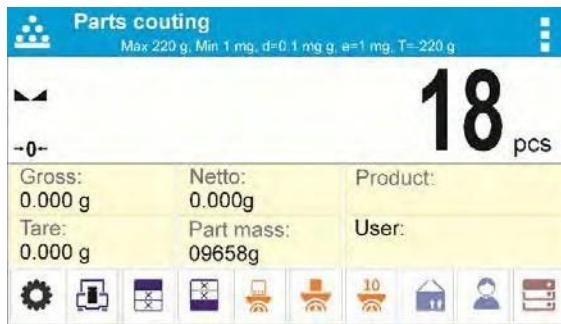 Parts couting
Max 220 g, Min 1 mg, d=0.1 mg g, e=1 mg, T=-220 g
18 pcs
→0←
Gross:
0.000 g
Netto:
0.000g
Product:
Tare:
0.000 g
Part mass:
09658g
User:
10